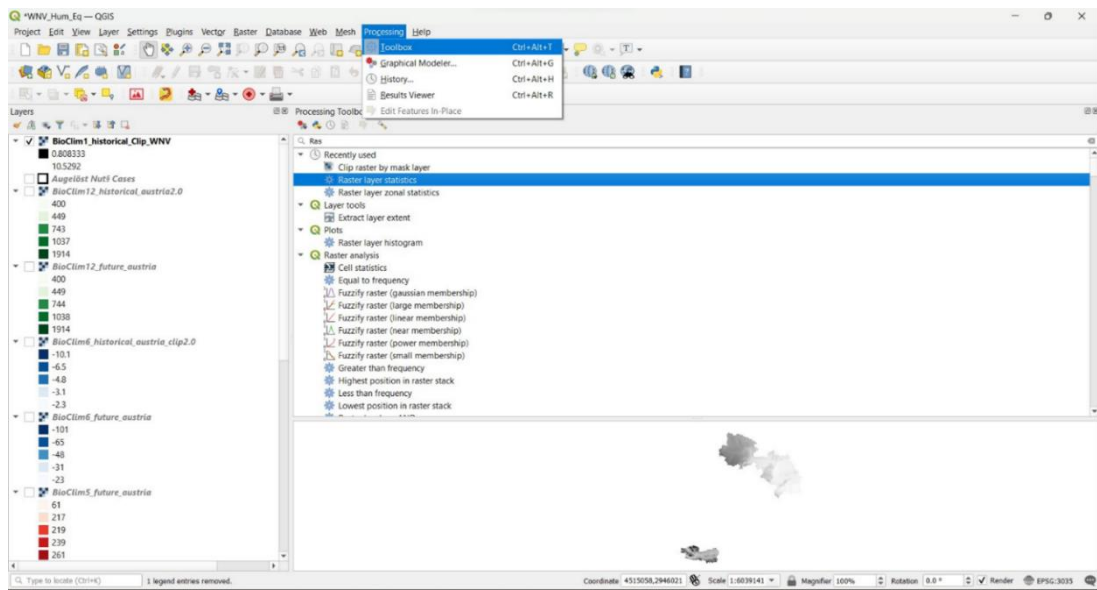 *WNV_Hum_Eq — QGIS
Project Edit View Layer Settings Plugins Vector Raster Database Web Mesh Processing Help
Toolbox Ctrl+Alt+T
Graphical Modeler... Ctrl+Alt+G
History... Ctrl+Alt+H
Results Viewer Ctrl+Alt+R
Edit Features In-Place
Layers
BioClim1_historical_Clip_WNV
0.808333
10.5292
Augelöst Nut3 Cases
BioClim12_historical_austria2.0
400
449
743
1037
1914
BioClim12_future_austria
400
449
744
1038
1914
BioClim6_historical_austria_clip2.0
-10.1
-6.5
-4.8
-3.1
-2.3
BioClim6_future_austria
-101
-65
-48
-31
-23
BioClim5_future_austria
61
217
219
239
261
Processing Toolbo
Ras
Recently used
Clip raster by mask layer
Raster layer statistics
Raster layer zonal statistics
Layer tools
Extract layer extent
Plots
Raster layer histogram
Raster analysis
Cell statistics
Equal to frequency
Fuzzify raster (gaussian membership)
Fuzzify raster (large membership)
Fuzzify raster (linear membership)
Fuzzify raster (near membership)
Fuzzify raster (power membership)
Fuzzify raster (small membership)
Greater than frequency
Highest position in raster stack
Less than frequency
Lowest position in raster stack
Type to locate (Ctrl+K) 1 legend entries removed. Coordinate 4515058,2946021 Scale 1:6839141 Magnifier 100% Rotation 0.0 ° Render EPSG:3035